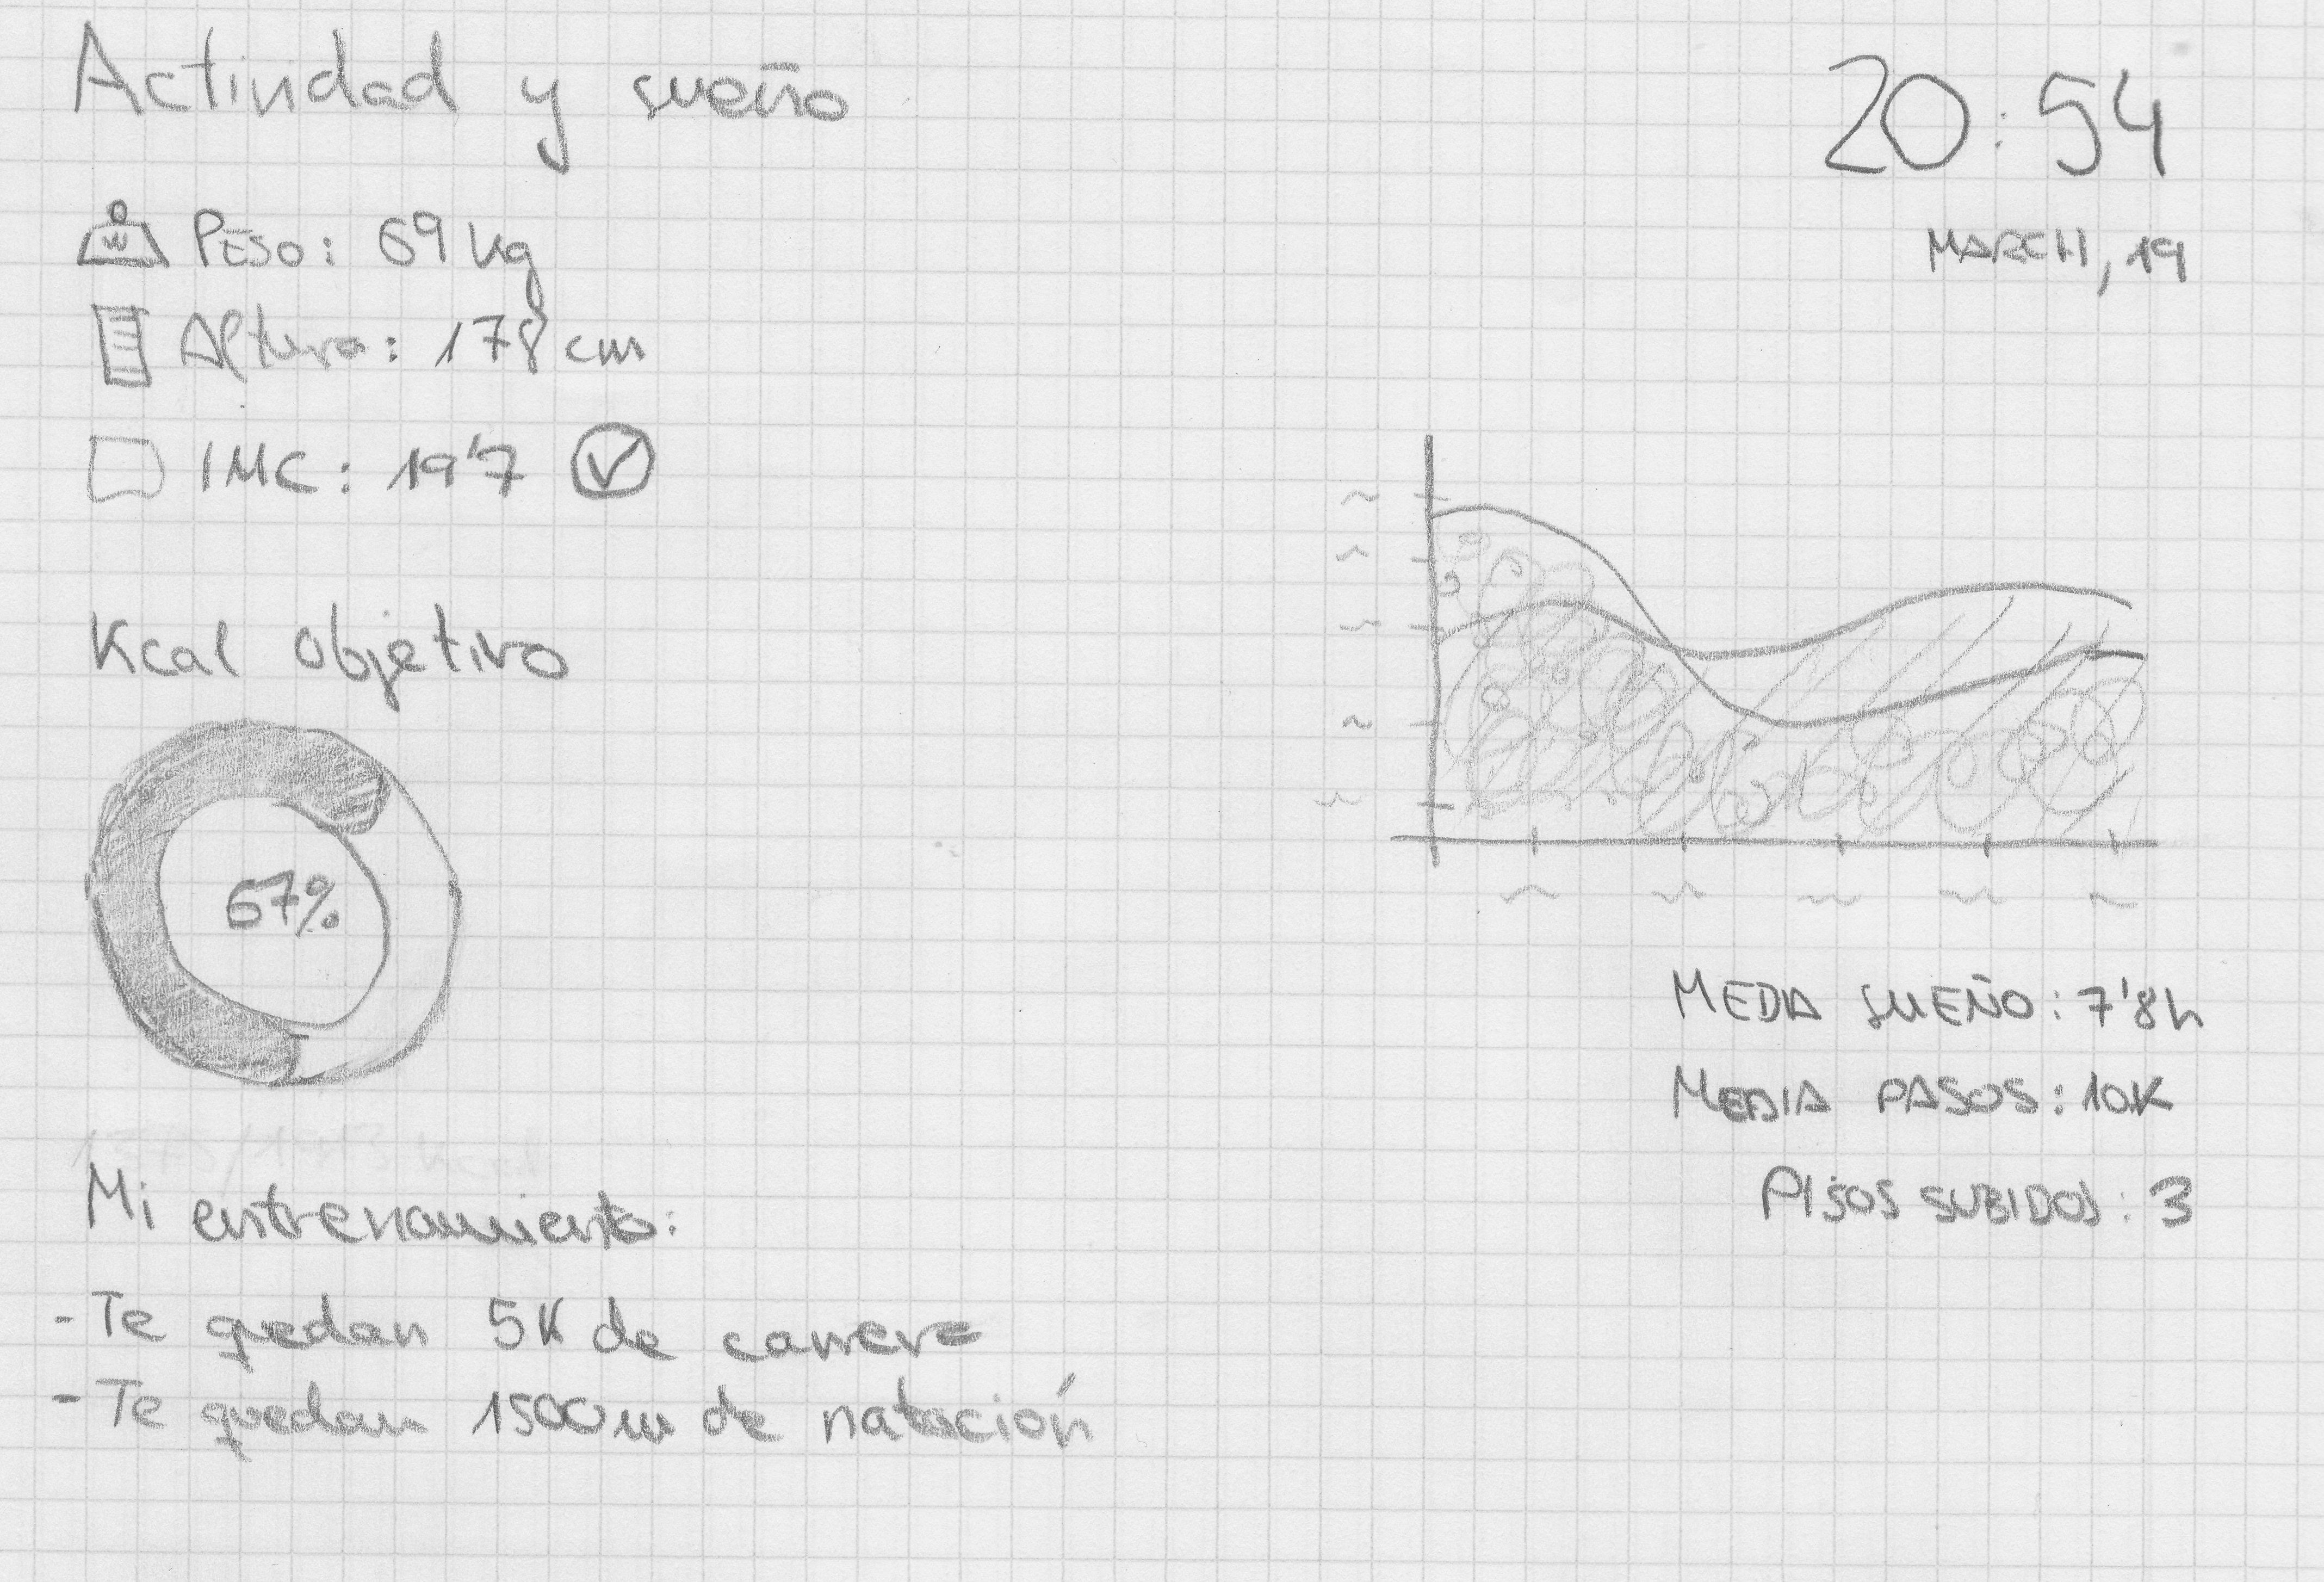 Actividad y sueño
20:54
MARCH, 19
PESO: 69 kg
Altura: 178 cm
IMC: 19'7
Kcal objetivo
67%
MEDIA SUEÑO: 7'8h
MEDIA PASOS: 10K
PISOS SUBIDOS: 3
Mi entrenamiento:
- Te quedan 5K de carrera
- Te quedan 1500m de natación